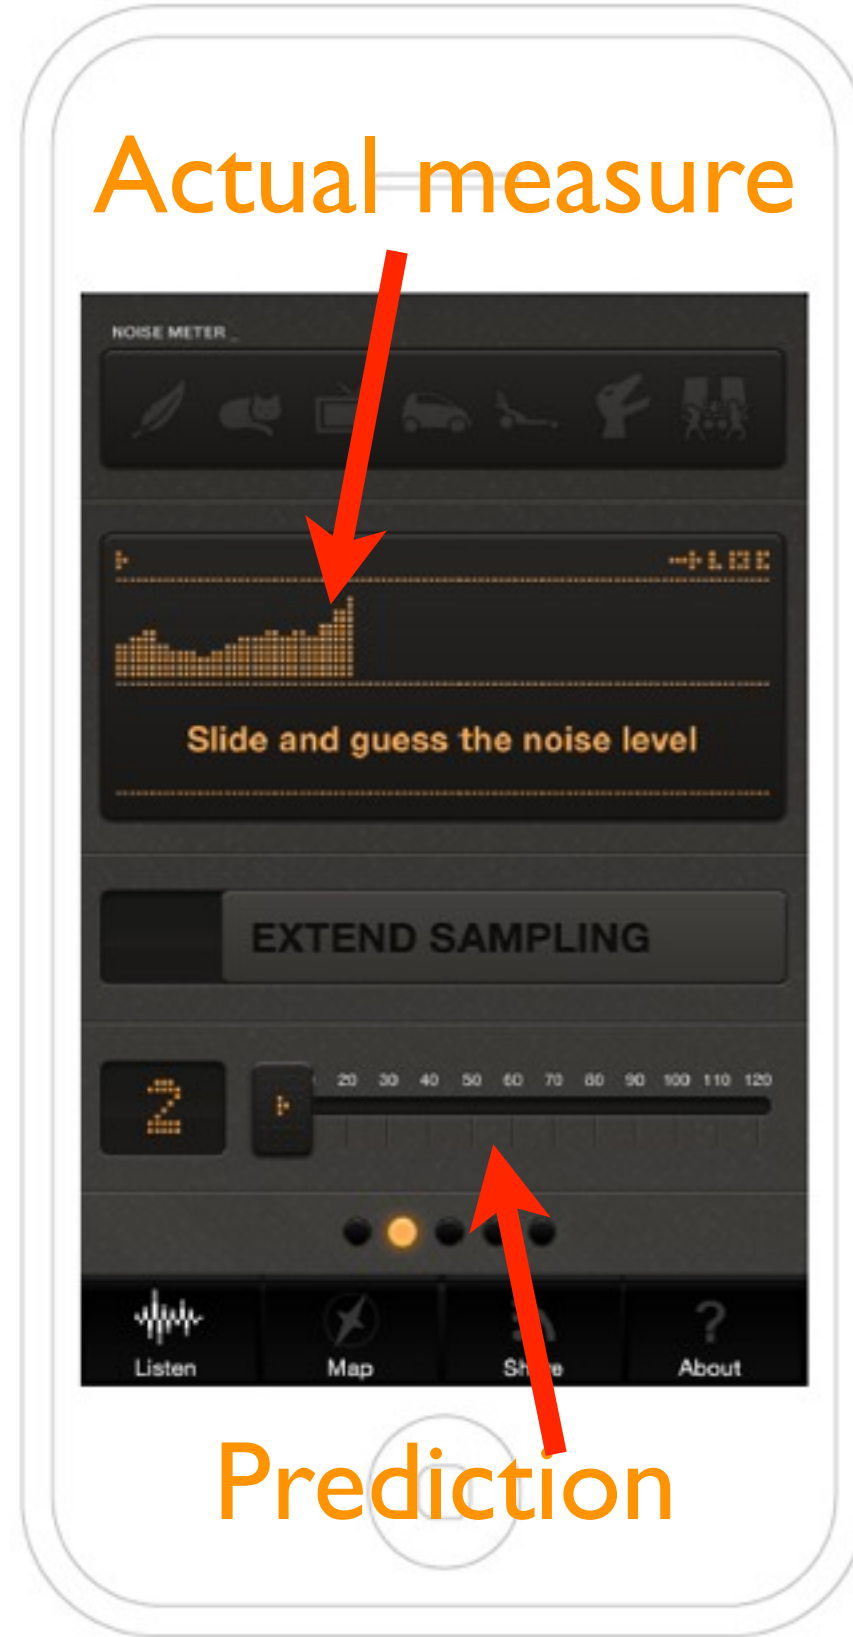 Actual measure
NOISE METER _
Slide and guess the noise level
EXTEND SAMPLING
2
20 30 40 50 60 70 80 90 100 110 120
Listen Map Share About
Prediction